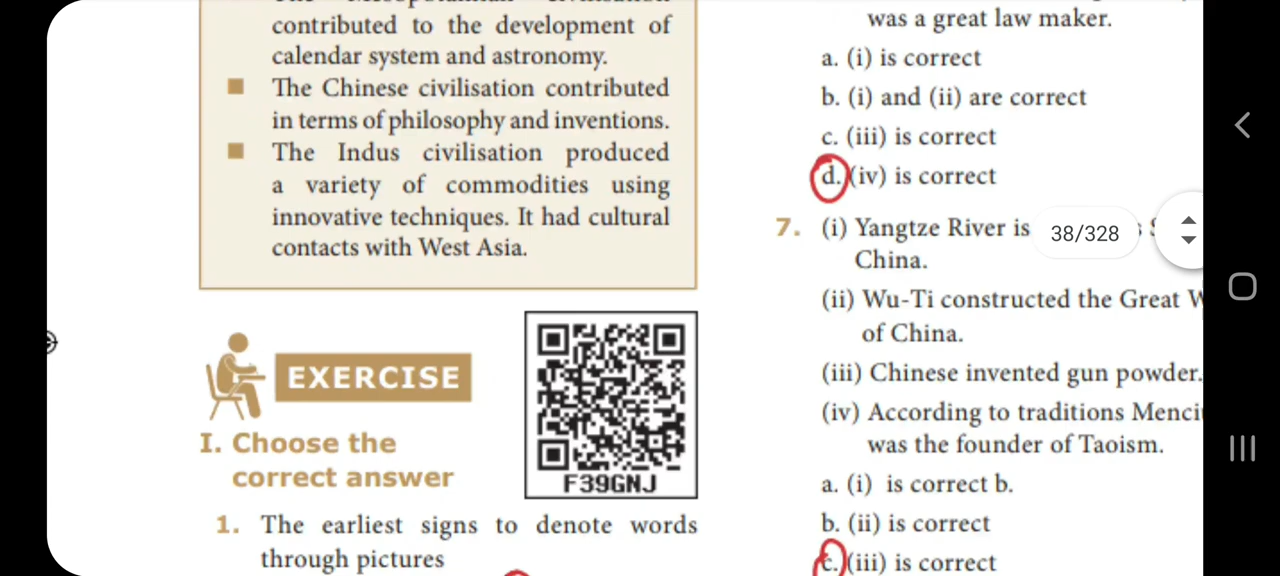 contributed to the development of
calendar system and astronomy.
The Chinese civilisation contributed
in terms of philosophy and inventions.
The Indus civilisation produced
a variety of commodities using
innovative techniques. It had cultural
contacts with West Asia.
EXERCISE
F39GNJ
I. Choose the
correct answer
1. The earliest signs to denote words
through pictures
was a great law maker.
a. (i) is correct
b. (i) and (ii) are correct
c. (iii) is correct
d. (iv) is correct
7. (i) Yangtze River is
China.
(ii) Wu-Ti constructed the Great
of China.
(iii) Chinese invented gun powder.
(iv) According to traditions
was the founder of Taoism.
a. (i) is correct b.
b. (ii) is correct
c. (iii) is correct
38/328